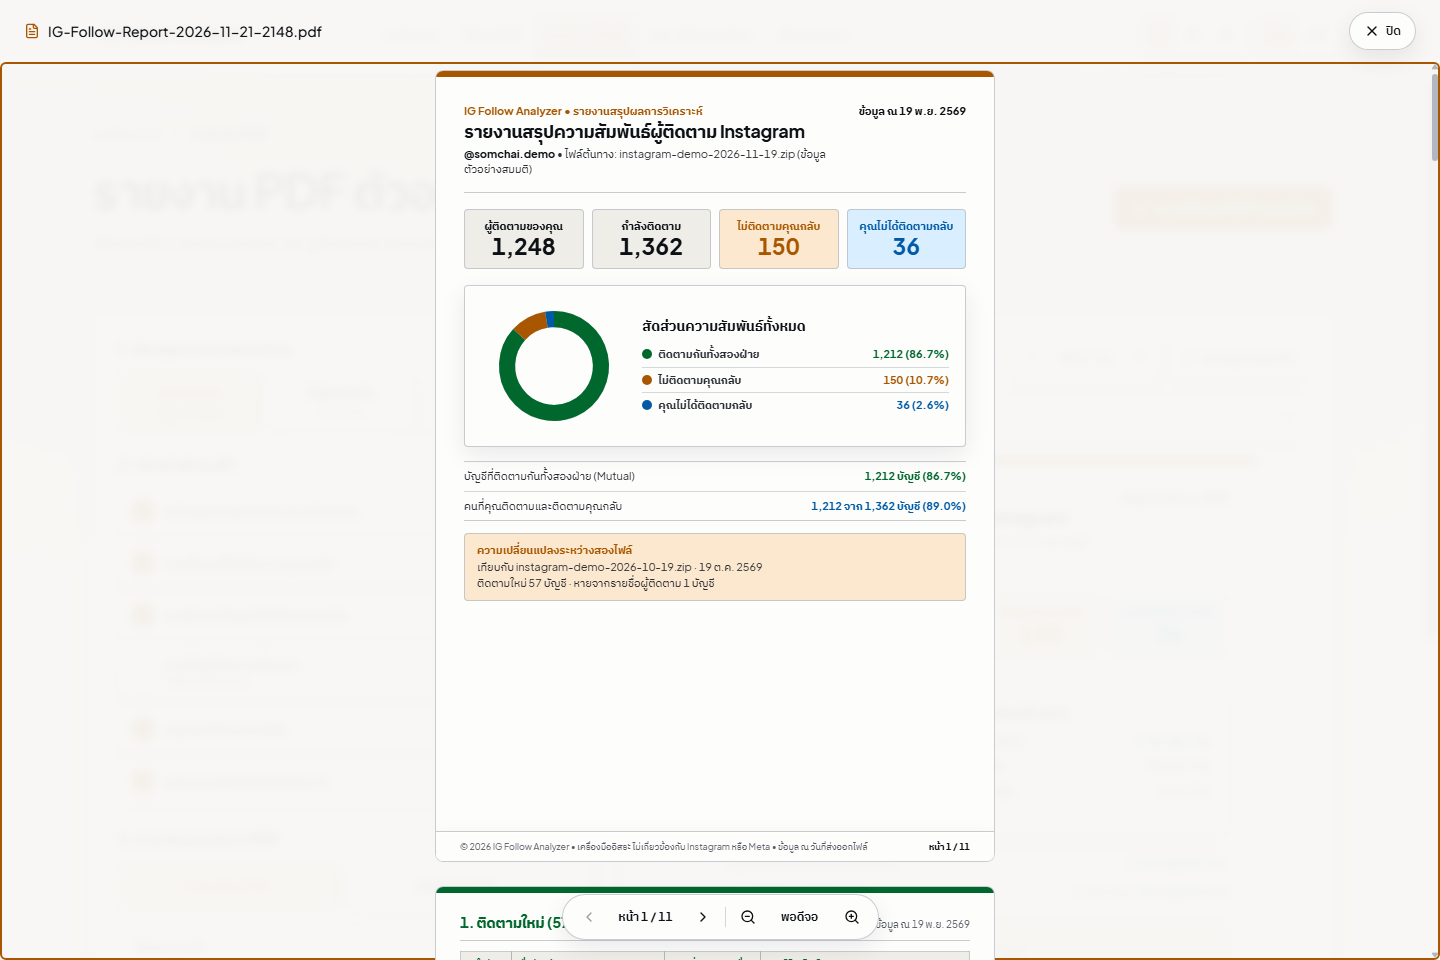 IG-Follow-Report-2026-11-21-2148.pdf
ปิด
IG Follow Analyzer • รายงานสรุปผลการวิเคราะห์
ข้อมูล ณ 19 พ.ย. 2569
รายงานสรุปความสัมพันธ์ผู้ติดตาม Instagram
@somchai.demo • ไฟล์ต้นทาง: instagram-demo-2026-11-19.zip (ข้อมูล
ตัวอย่างสมมติ)
ผู้ติดตามของคุณ
1,248
กำลังติดตาม
1,362
ไม่ติดตามคุณกลับ
150
คุณไม่ได้ติดตามกลับ
36
สัดส่วนความสัมพันธ์ทั้งหมด
ติดตามกันทั้งสองฝ่าย 1,212 (86.7%)
ไม่ติดตามคุณกลับ 150 (10.7%)
คุณไม่ได้ติดตามกลับ 36 (2.6%)
บัญชีที่ติดตามกันทั้งสองฝ่าย (Mutual) 1,212 บัญชี (86.7%)
คนที่คุณติดตามและติดตามคุณกลับ 1,212 จาก 1,362 บัญชี (89.0%)
ความเปลี่ยนแปลงระหว่างสองไฟล์
เทียบกับ instagram-demo-2026-10-19.zip · 19 ต.ค. 2569
ติดตามใหม่ 57 บัญชี · หายจากรายชื่อผู้ติดตาม 1 บัญชี
© 2026 IG Follow Analyzer • เครื่องมืออิสระ ไม่เกี่ยวข้องกับ Instagram หรือ Meta • ข้อมูล ณ วันที่ส่งออกไฟล์
หน้า 1 / 11
1. ติดตามใหม่ (5
หน้า 1 / 11
พอดีจอ
ข้อมูล ณ 19 พ.ย. 2569